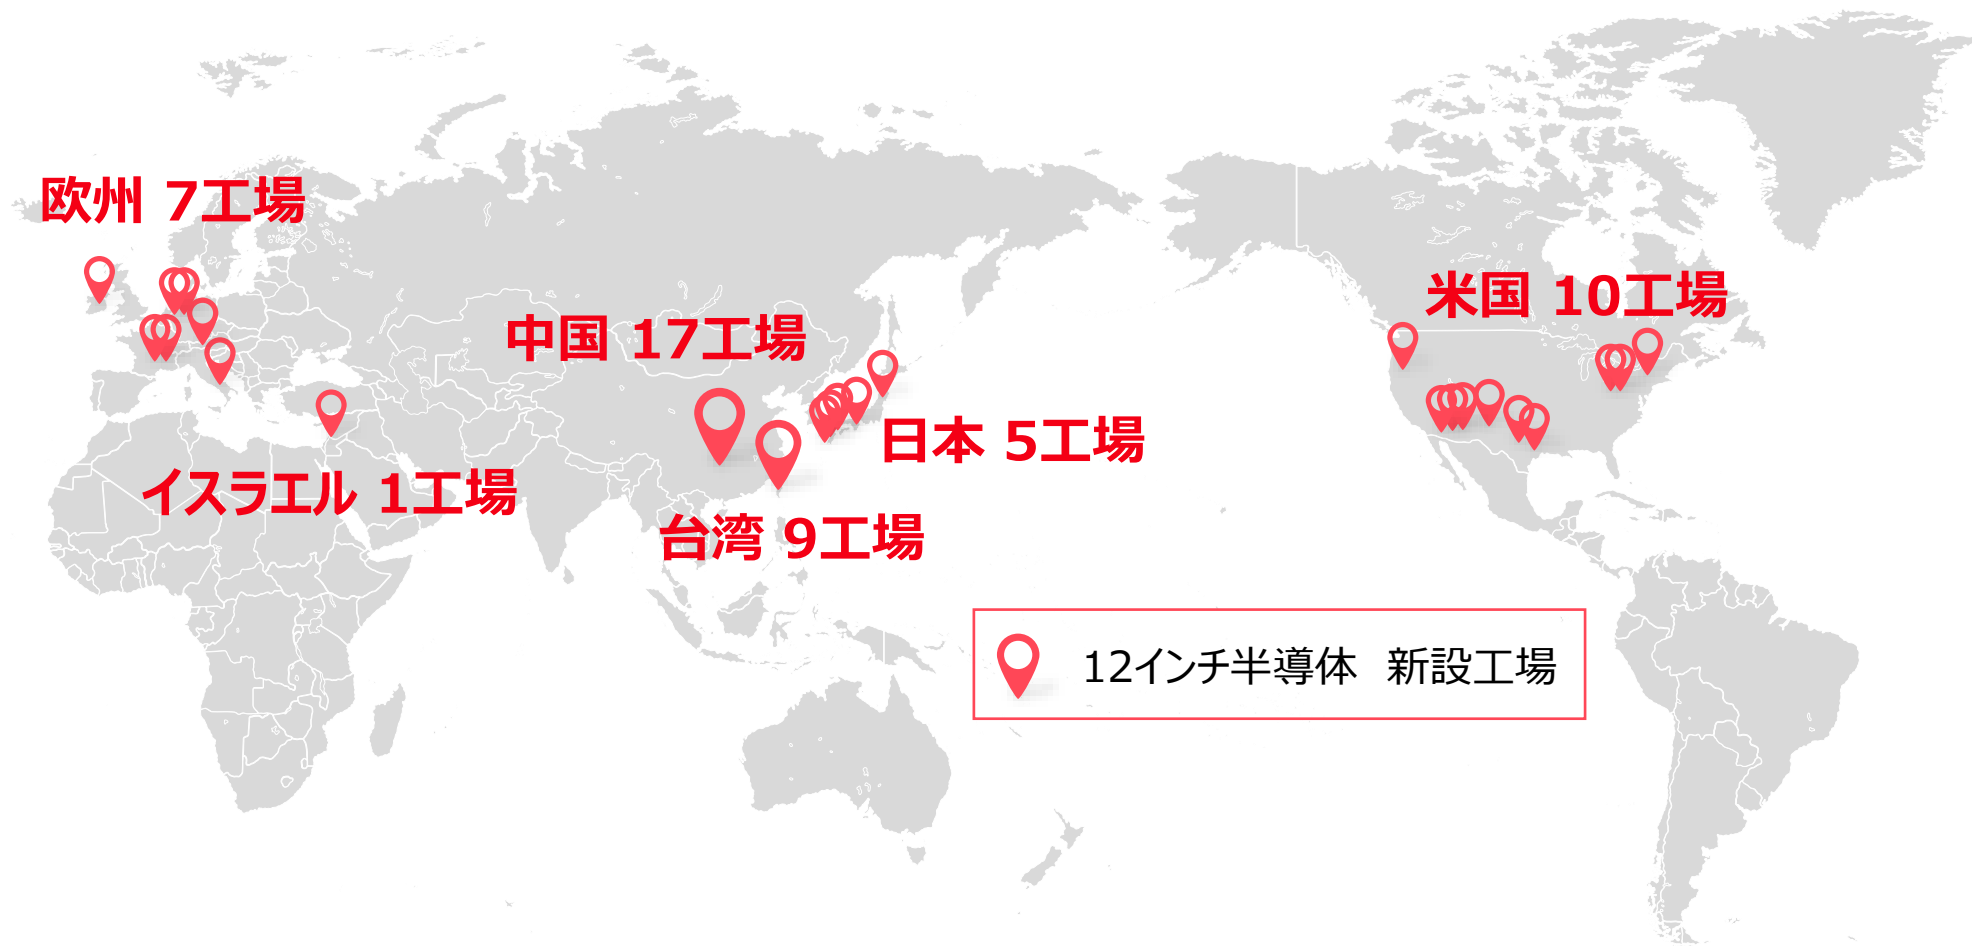 欧州 7工場
米国 10工場
中国 17工場
日本 5工場
イスラエル 1工場
台湾 9工場
12インチ半導体　新設工場